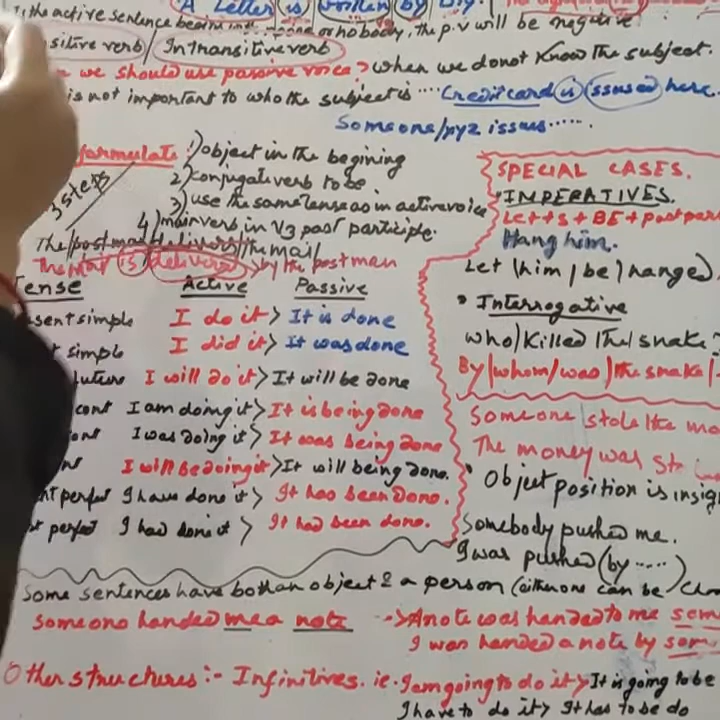 A Letter is written by
the active sentence or nobody, the p.v will be negative
sitive verb / Intransitive verb
we should use passive voice? when we donot know the subject.
is not important to who the subject is .... Credit card is issued here.
Someone/xyz issues......
formulate: 1) object in the begining
3 steps
2) conjugate verb to be.
3) use the same tense as in active voice
4) main verb in V3 past participle.
The/postman/delivers/the mail/
is delivered by the postman
SPECIAL CASES.
IMPERATIVES.
Let + s + BE + past par
Hang him.
Let |him| be| hanged)
• Interrogative
who/killed/the/snake?
By/whom/was/the snake/
Tense Active Passive
esent simple I do it > It is done
t simple I did it > It was done
uture I will do it > It will be done
cont I am doing it > It is being done
ont I was doing it > It was being done
I will be doing it > It will being done.
nt perfect I have done it > It has been done.
t perfect I had done it > It had been done.
Someone stole the mo
The money was
• Object position is insig
Somebody pushed me.
I was pushed (by .....
Some sentences have both an object & a person (either one can be
someone handed me a note -> A note was handed to me
I was handed a note by som
Other structures :- Infinitives. ie. I am going to do it > It is going to be
I have to do it > It has to be do